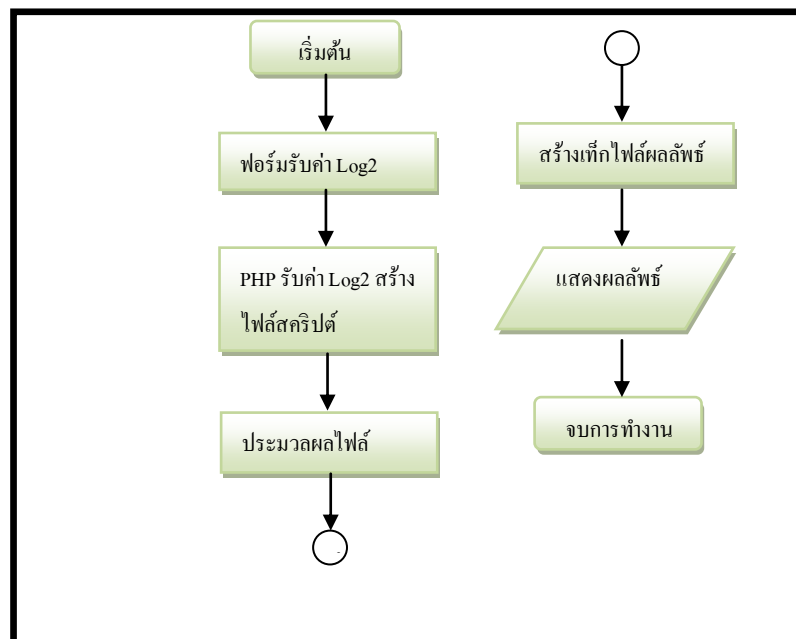 เริ่มต้น
ฟอร์มรับค่า Log2
PHP รับค่า Log2 สร้าง
ไฟล์สคริปต์
ประมวลผลไฟล์
สร้างเท็กไฟล์ผลลัพธ์
แสดงผลลัพธ์
จบการทำงาน